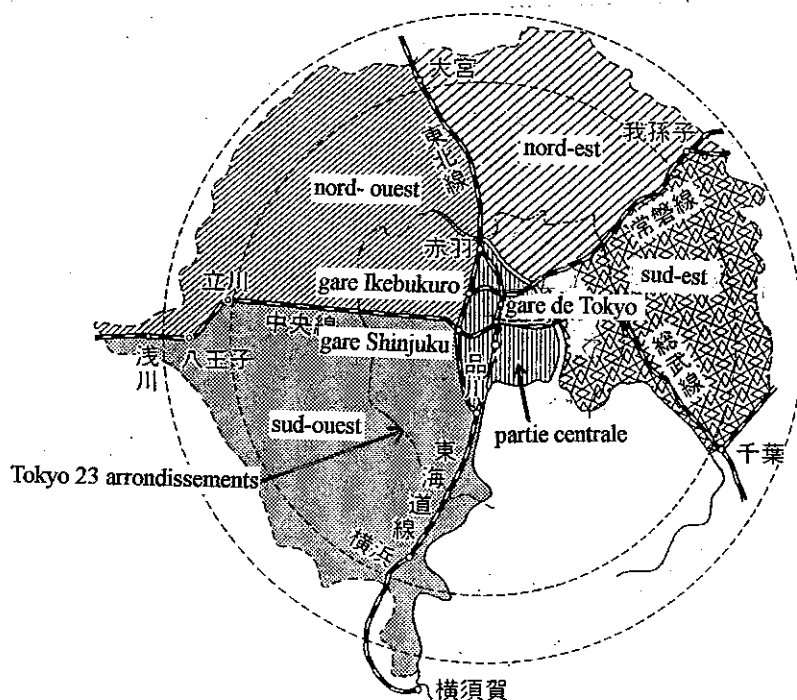 大宮
我孫子
nord-est
東北線
nord- ouest
常磐線
赤羽
sud-est
立川
gare Ikebukuro
gare de Tokyo
中央線
gare Shinjuku
浅川
八王子
品川
総武線
sud-ouest
partie centrale
東海道線
千葉
Tokyo 23 arrondissements
横浜
横須賀